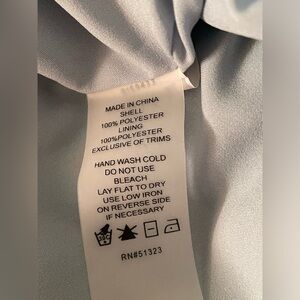 MADE IN CHINA
SHELL
100% POLYESTER
LINING
100%POLYESTER
EXCLUSIVE OF TRIMS
HAND WASH COLD
DO NOT USE
BLEACH
LAY FLAT TO DRY
USE LOW IRON
ON REVERSE SIDE
IF NECESSARY
RN#51323